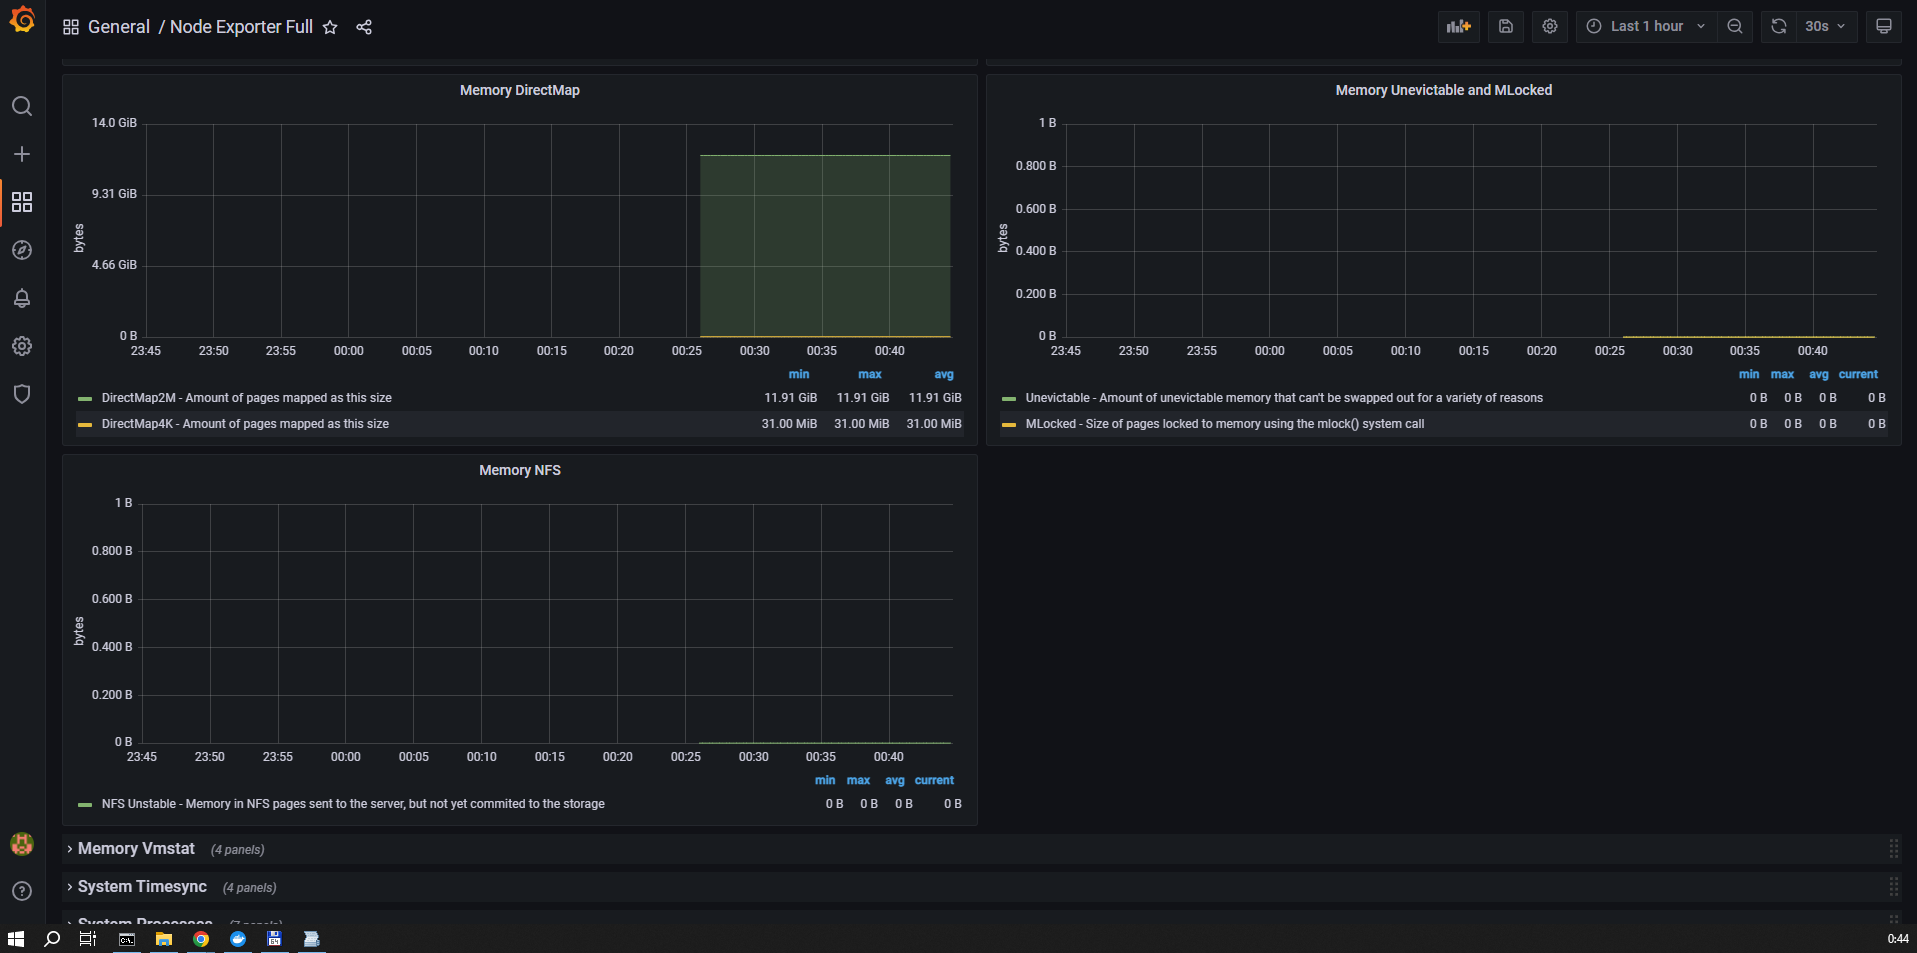 General / Node Exporter Full
Last 1 hour
30s
Memory DirectMap
14.0 GiB
9.31 GiB
4.66 GiB
0 B
bytes
23:45 23:50 23:55 00:00 00:05 00:10 00:15 00:20 00:25 00:30 00:35 00:40
min max avg
DirectMap2M - Amount of pages mapped as this size 11.91 GiB 11.91 GiB 11.91 GiB
DirectMap4K - Amount of pages mapped as this size 31.00 MiB 31.00 MiB 31.00 MiB
Memory Unevictable and MLocked
1 B
0.800 B
0.600 B
0.400 B
0.200 B
0 B
bytes
23:45 23:50 23:55 00:00 00:05 00:10 00:15 00:20 00:25 00:30 00:35 00:40
min max avg current
Unevictable - Amount of unevictable memory that can't be swapped out for a variety of reasons 0 B 0 B 0 B 0 B
MLocked - Size of pages locked to memory using the mlock() system call 0 B 0 B 0 B 0 B
Memory NFS
1 B
0.800 B
0.600 B
0.400 B
0.200 B
0 B
bytes
23:45 23:50 23:55 00:00 00:05 00:10 00:15 00:20 00:25 00:30 00:35 00:40
min max avg current
NFS Unstable - Memory in NFS pages sent to the server, but not yet commited to the storage 0 B 0 B 0 B 0 B
Memory Vmstat (4 panels)
System Timesync (4 panels)
System Processes (7 panels)
0:44